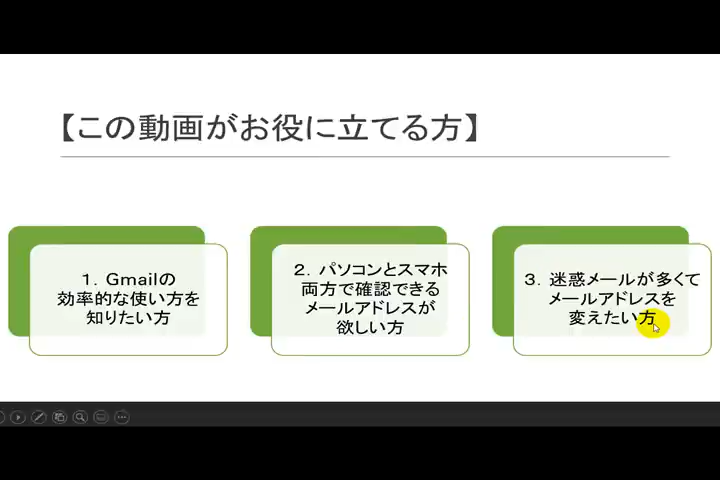 【この動画がお役に立てる方】
１．Gmailの
効率的な使い方を
知りたい方
２．パソコンとスマホ
両方で確認できる
メールアドレスが
欲しい方
３．迷惑メールが多くて
メールアドレスを
変えたい方